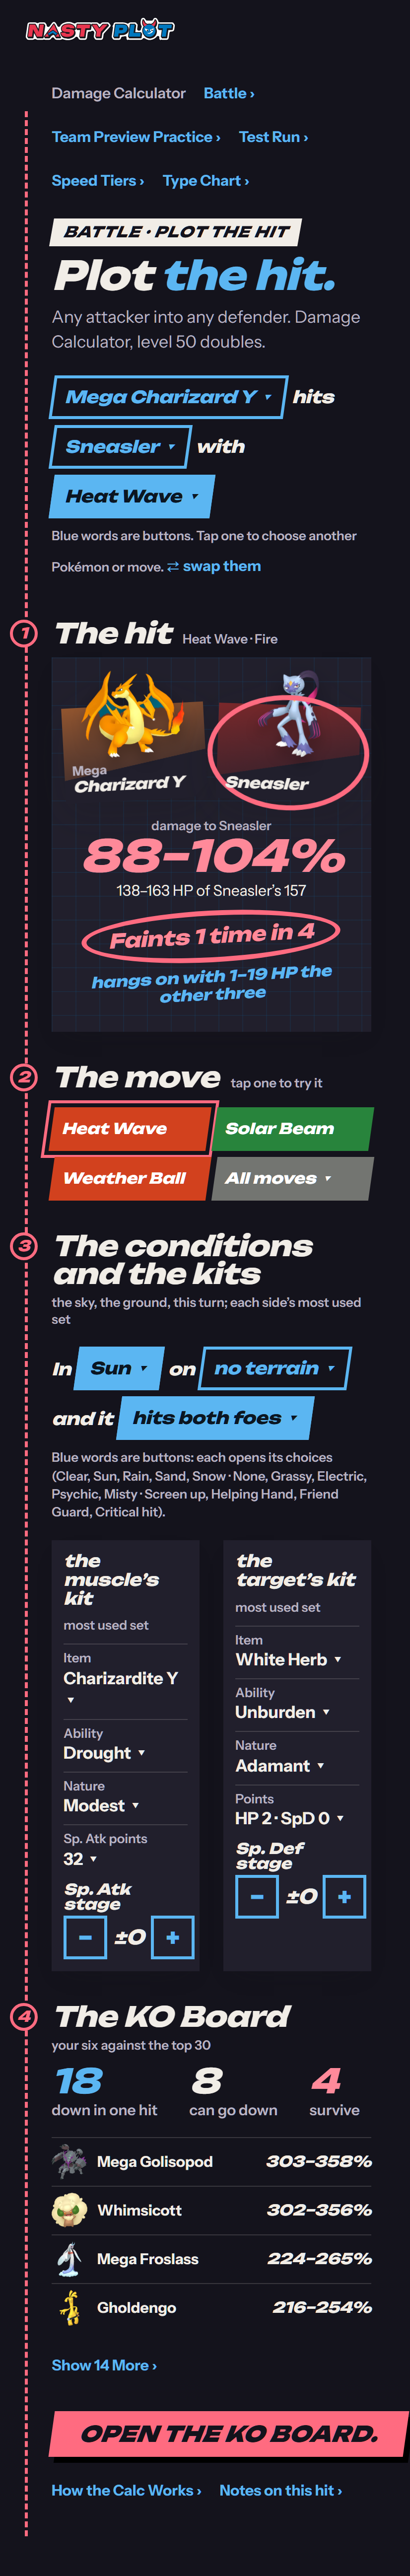 NASTY PLOT
Damage Calculator Battle ›
Team Preview Practice › Test Run ›
Speed Tiers › Type Chart ›
BATTLE · PLOT THE HIT
Plot the hit.
Any attacker into any defender. Damage
Calculator, level 50 doubles.
Mega Charizard Y ▾ hits
Sneasler ▾ with
Heat Wave ▾
Blue words are buttons. Tap one to choose another
Pokémon or move. ⇄ swap them
1 The hit Heat Wave · Fire
Mega
Charizard Y
Sneasler
damage to Sneasler
88–104%
138–163 HP of Sneasler's 157
Faints 1 time in 4
hangs on with 1–19 HP the
other three
2 The move tap one to try it
Heat Wave Solar Beam
Weather Ball All moves ▾
3 The conditions
and the kits
the sky, the ground, this turn; each side's most used
set
In Sun ▾ on no terrain ▾
and it hits both foes ▾
Blue words are buttons: each opens its choices
(Clear, Sun, Rain, Sand, Snow · None, Grassy, Electric,
Psychic, Misty · Screen up, Helping Hand, Friend
Guard, Critical hit).
the
muscle's
kit
most used set
Item
Charizardite Y
▾
Ability
Drought ▾
Nature
Modest ▾
Sp. Atk points
32 ▾
Sp. Atk
stage
− ±0 +
the
target's kit
most used set
Item
White Herb ▾
Ability
Unburden ▾
Nature
Adamant ▾
Points
HP 2 · SpD 0 ▾
Sp. Def
stage
− ±0 +
4 The KO Board
your six against the top 30
18 8 4
down in one hit can go down survive
Mega Golisopod 303–358%
Whimsicott 302–356%
Mega Froslass 224–265%
Gholdengo 216–254%
Show 14 More ›
OPEN THE KO BOARD.
How the Calc Works › Notes on this hit ›